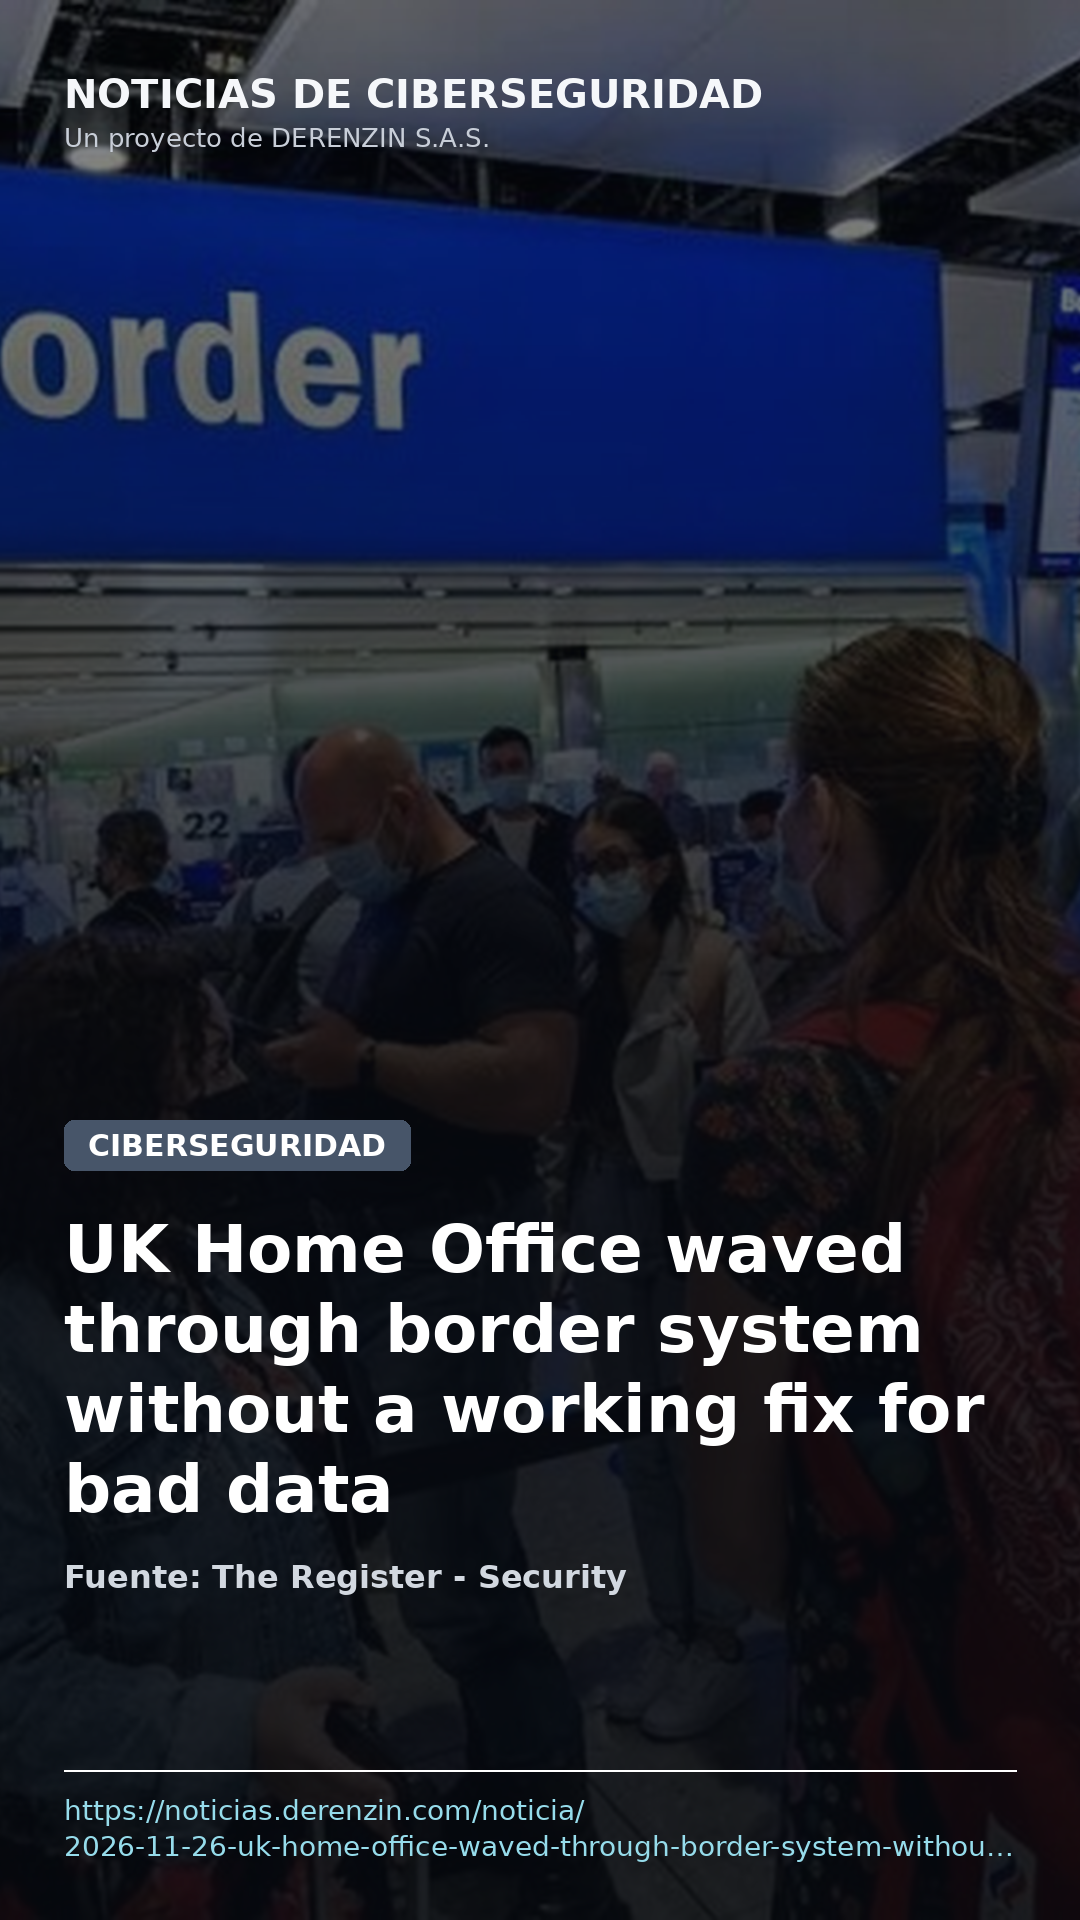 NOTICIAS DE CIBERSEGURIDAD
Un proyecto de DERENZIN S.A.S.
order
22
CIBERSEGURIDAD
UK Home Office waved
through border system
without a working fix for
bad data
Fuente: The Register - Security
https://noticias.derenzin.com/noticia/
2026-11-26-uk-home-office-waved-through-border-system-withou...